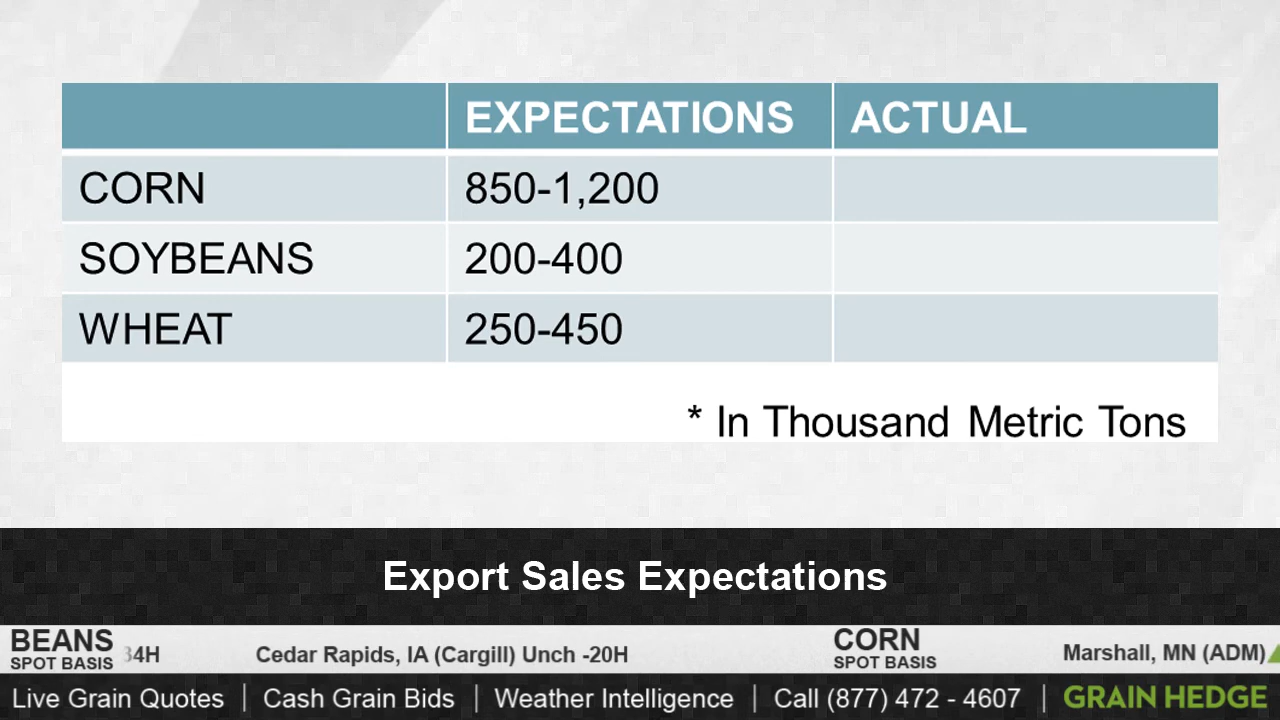 EXPECTATIONS ACTUAL
CORN 850-1,200
SOYBEANS 200-400
WHEAT 250-450
* In Thousand Metric Tons
Export Sales Expectations
BEANS
SPOT BASIS
4H Cedar Rapids, IA (Cargill) Unch -20H
CORN
SPOT BASIS
Marshall, MN (ADM)
Live Grain Quotes | Cash Grain Bids | Weather Intelligence | Call (877) 472 - 4607 | GRAIN HEDGE